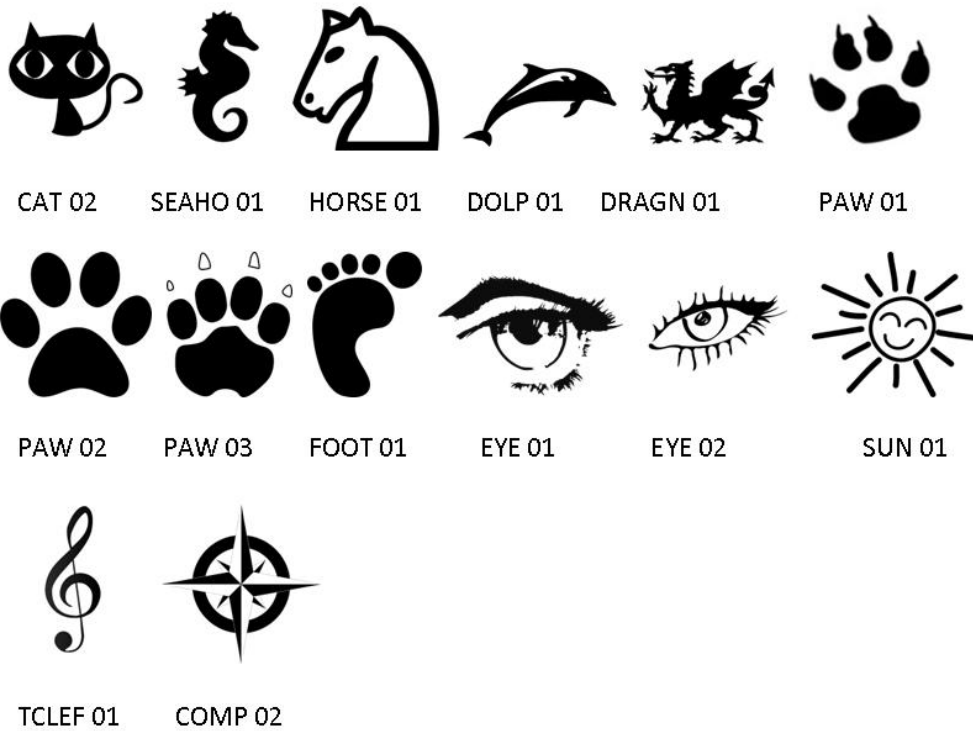 CAT 02 SEAHO 01 HORSE 01 DOLP 01 DRAGN 01 PAW 01
PAW 02 PAW 03 FOOT 01 EYE 01 EYE 02 SUN 01
TCLEF 01 COMP 02